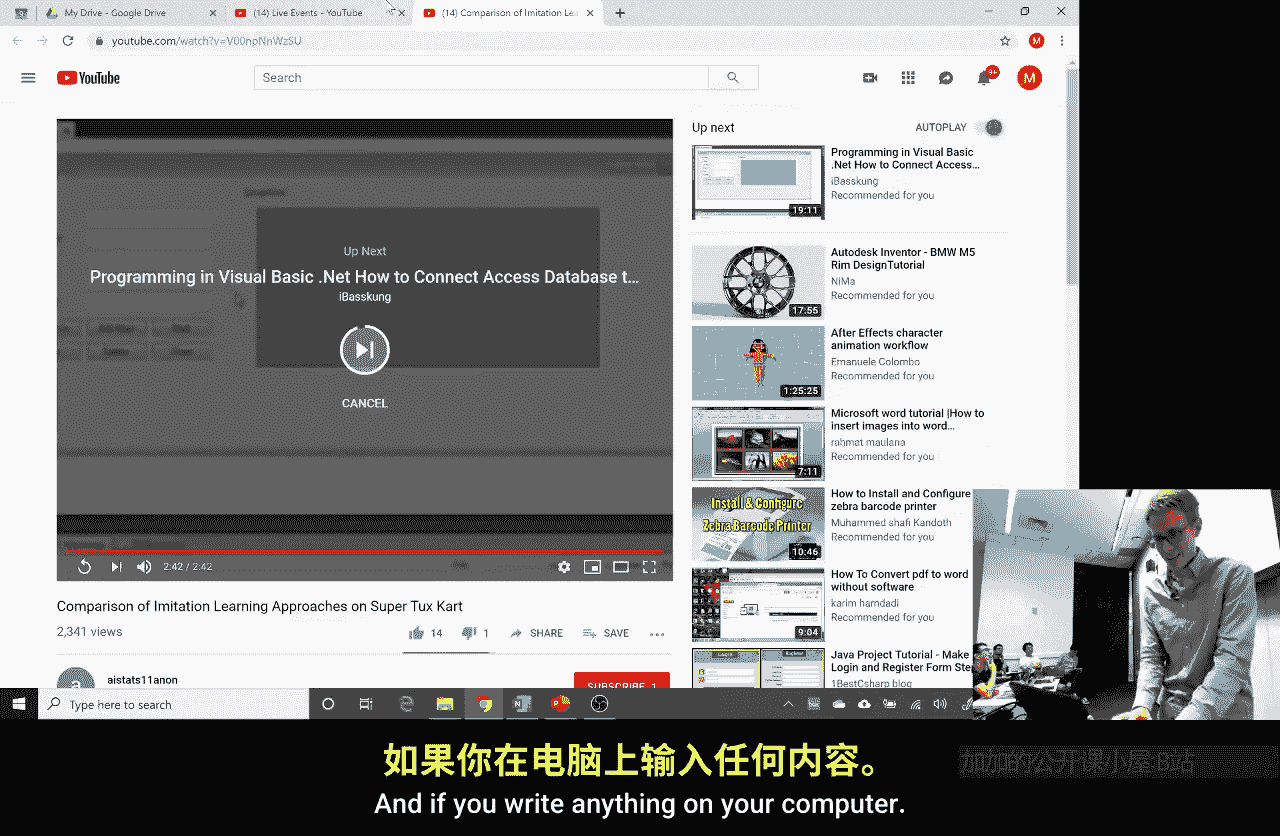 My Drive - Google Drive
(14) Live Events - YouTube
(14) Comparison of Imitation Lea
youtube.com/watch?v=V00npNnWzSU
M
YouTube
Search
9+
M
Up next
AUTOPLAY
Up Next
Programming in Visual Basic .Net How to Connect Access Database t...
iBasskung
CANCEL
2:42 / 2:42
Comparison of Imitation Learning Approaches on Super Tux Kart
2,341 views
14
1
SHARE
SAVE
a
aistats11anon
SUBSCRIBE 1
Programming in Visual Basic
.Net How to Connect Access...
iBasskung
Recommended for you
19:11
Autodesk Inventor - BMW M5
Rim DesignTutorial
NiMa
Recommended for you
17:55
After Effects character
animation workflow
Emanuele Colombo
Recommended for you
1:25:25
Microsoft word tutorial |How to
insert images into word...
rahmat maulana
Recommended for you
7:11
Install & Configure
Zebra Barcode Printer
How to Install and Configure
zebra barcode printer
Muhammed shafi Kandoth
Recommended for you
10:46
How To Convert pdf to word
without software
karim hamdadi
Recommended for you
9:04
Java Project Tutorial - Make
Login and Register Form Ste
1BestCsharp blog
Type here to search
如果你在电脑上输入任何内容。
And if you write anything on your computer.
加加的公开课小屋 B站